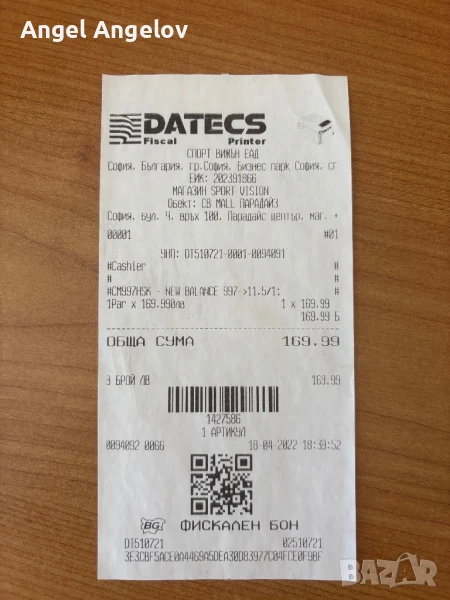 Angel Angelov
DATECS
Fiscal Printer
СПОРТ ВИЖЪН ЕАД
София, България, гр.София, Бизнес парк София, сг
ЕИК: 202391866
МАГАЗИН SPORT VISION
Обект: СВ MALL ПАРАДАЙЗ
София, бул. Ч. връх 100, Парадайс център, маг. +
00001 #01
УНП: DT510721-0001-0094091
#Cashier #
# #
#CM997HSK - NEW BALANCE 997->11.5/1: #
1Par x 169.990лв 1 x 169.99
169.99 Б
ОБЩА СУМА 169.99
В БРОЙ ЛВ 169.99
1427586
1 АРТИКУЛ
0094092 0066 18-04-2022 18:39:52
BG ФИСКАЛЕН БОН
DT510721 02510721
3E3CBF5ACE0A4469A5DEA30D83977C04FCE0F9BF
BAZAR